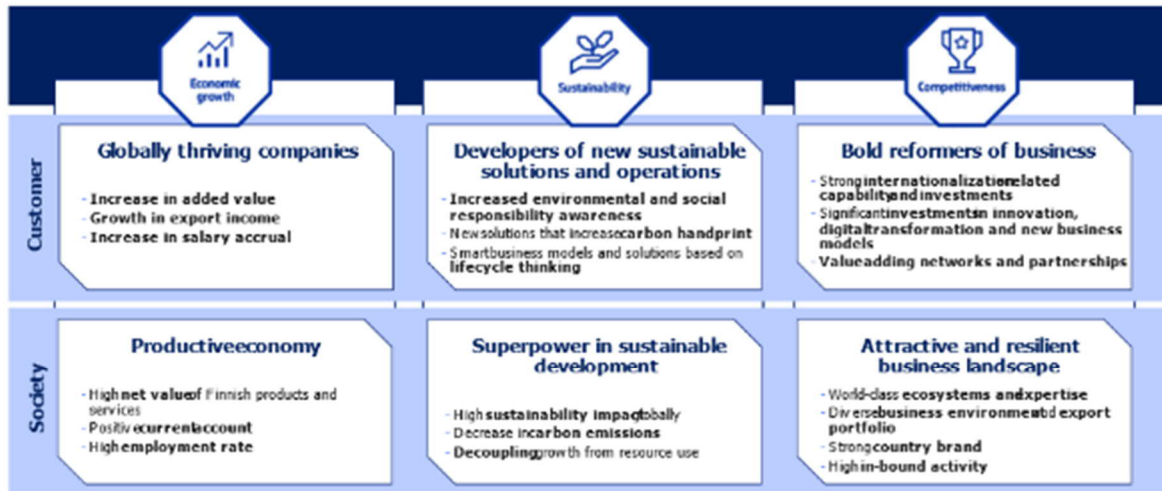 Economic
growth
Sustainability
Competitiveness
Customer
Globally thriving companies
- Increase in added value
- Growth in export income
- Increase in salary accrual
Developers of new sustainable
solutions and operations
- Increased environmental and social
responsibility awareness
- New solutions that increase carbon handprint
- Smart business models and solutions based on
lifecycle thinking
Bold reformers of business
- Strong internationalization-related
capability and investments
- Significant investments in innovation,
digital transformation and new business
models
- Value adding networks and partnerships
Society
Productive economy
- High net value of Finnish products and
services
- Positive current account
- High employment rate
Superpower in sustainable
development
- High sustainability impact globally
- Decrease in carbon emissions
- Decoupling growth from resource use
Attractive and resilient
business landscape
- World-class ecosystems and expertise
- Diverse business environment and export
portfolio
- Strong country brand
- High in-bound activity